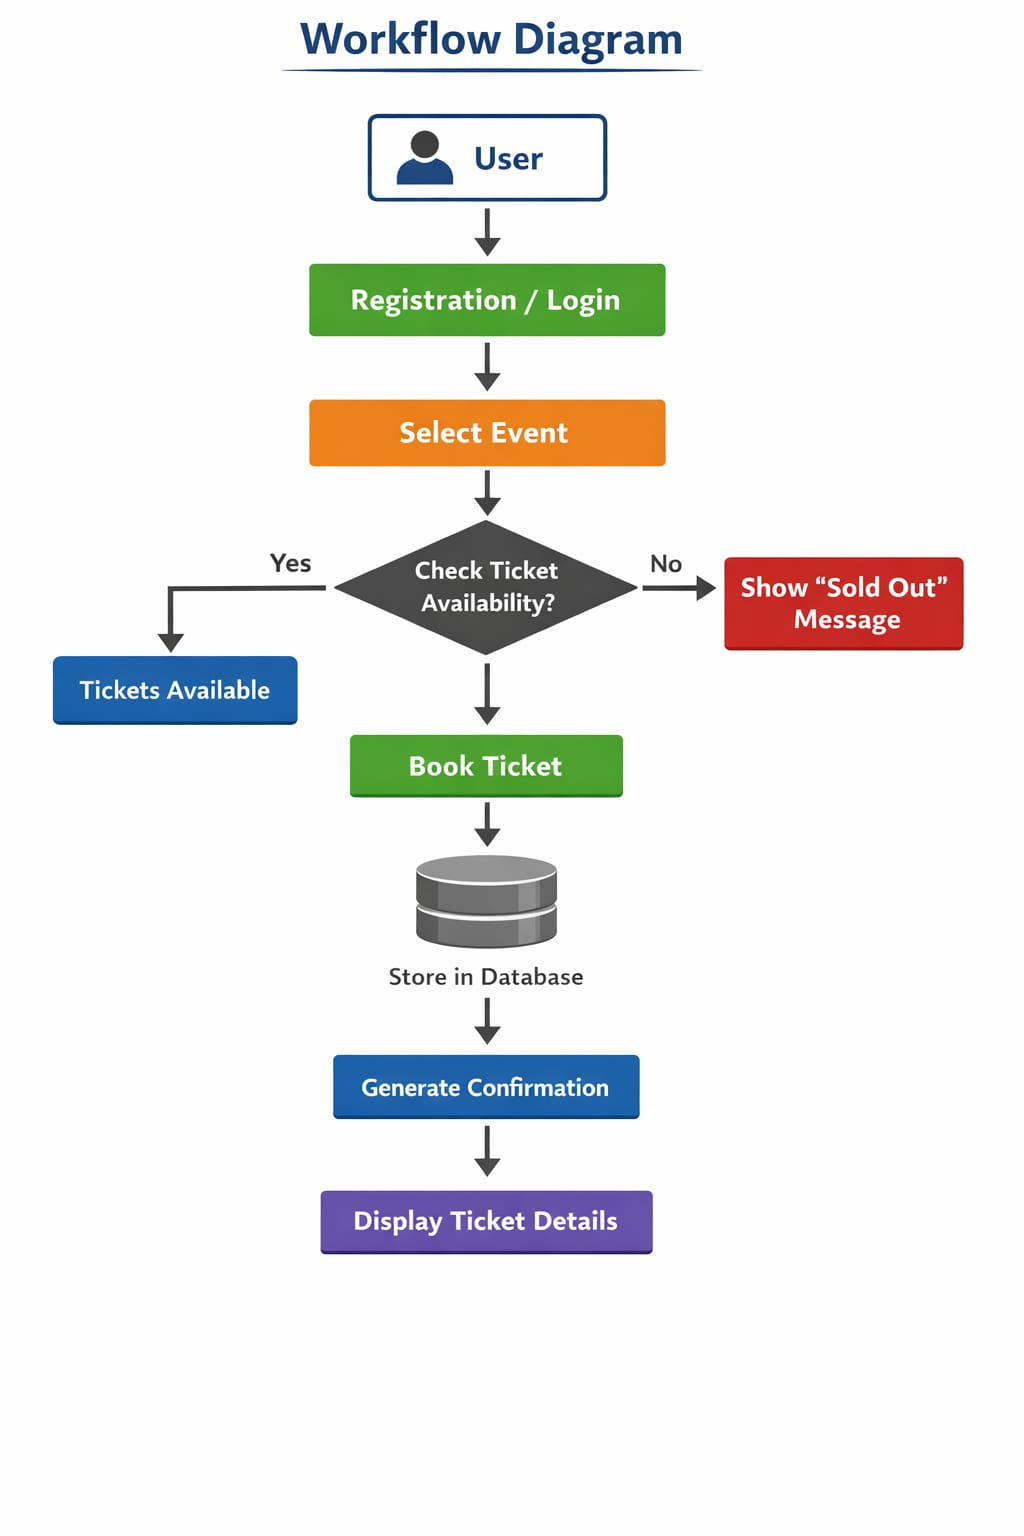 Workflow Diagram
User
Registration / Login
Select Event
Yes
Check Ticket
Availability?
No
Show “Sold Out”
Message
Tickets Available
Book Ticket
Store in Database
Generate Confirmation
Display Ticket Details